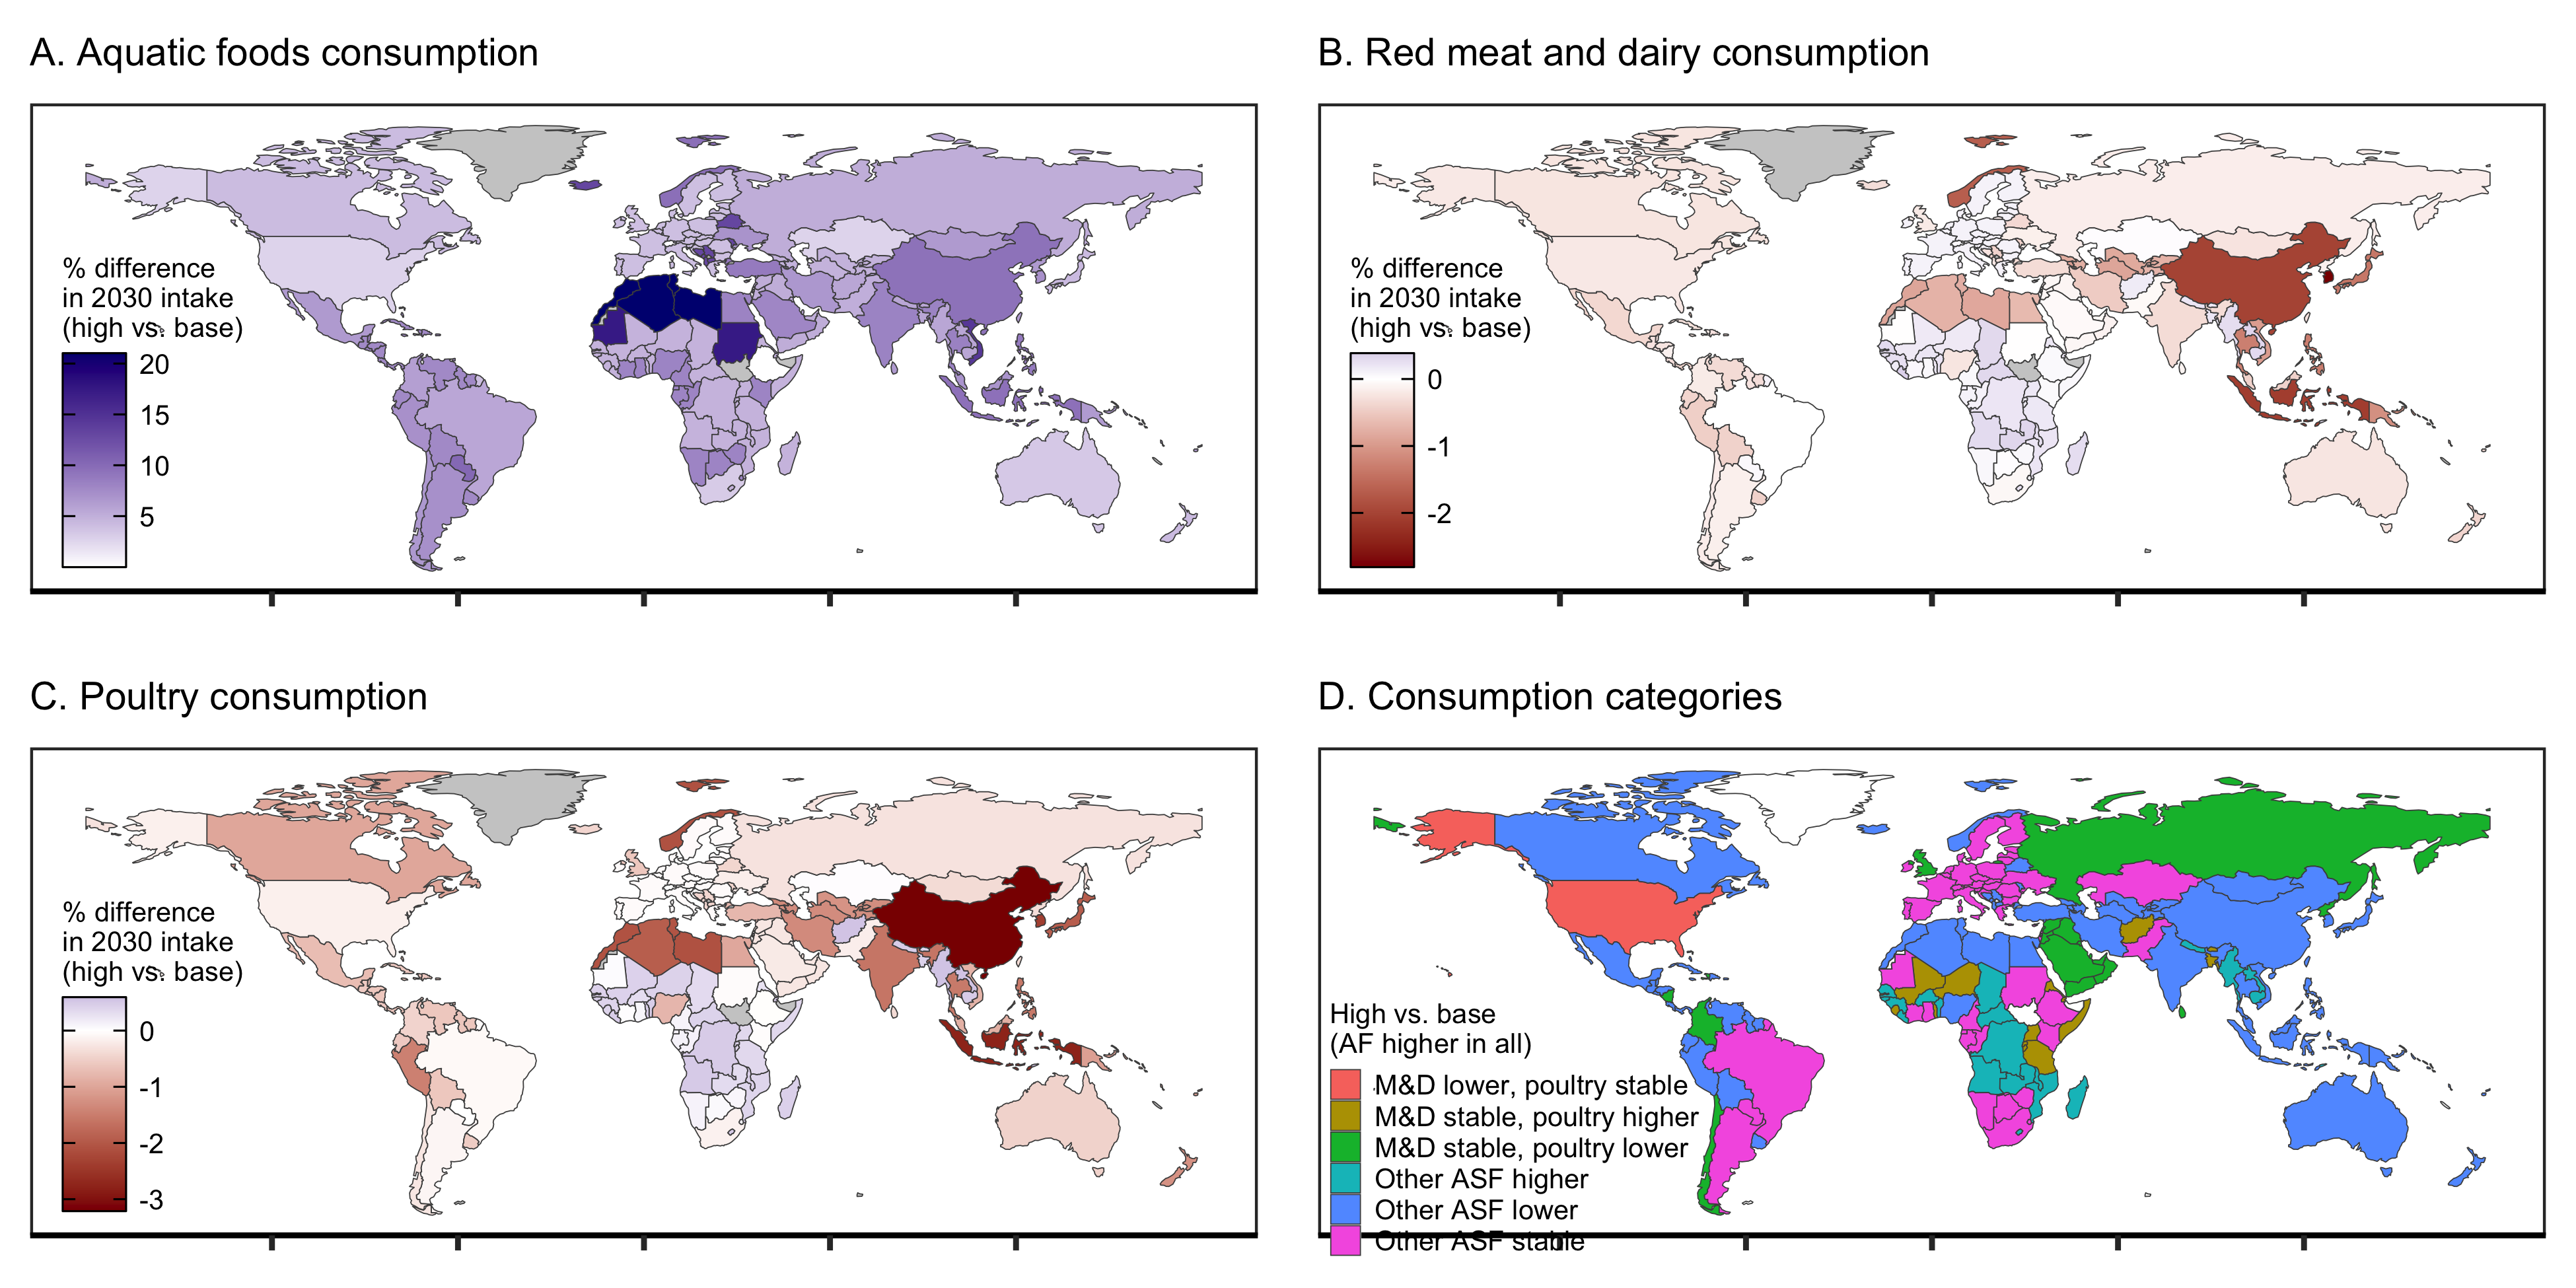 A. Aquatic foods consumption
% difference
in 2030 intake
(high vs. base)
20
15
10
5
B. Red meat and dairy consumption
% difference
in 2030 intake
(high vs. base)
0
-1
-2
C. Poultry consumption
% difference
in 2030 intake
(high vs. base)
0
-1
-2
-3
D. Consumption categories
High vs. base
(AF higher in all)
M&D lower, poultry stable
M&D stable, poultry higher
M&D stable, poultry lower
Other ASF higher
Other ASF lower
Other ASF stable